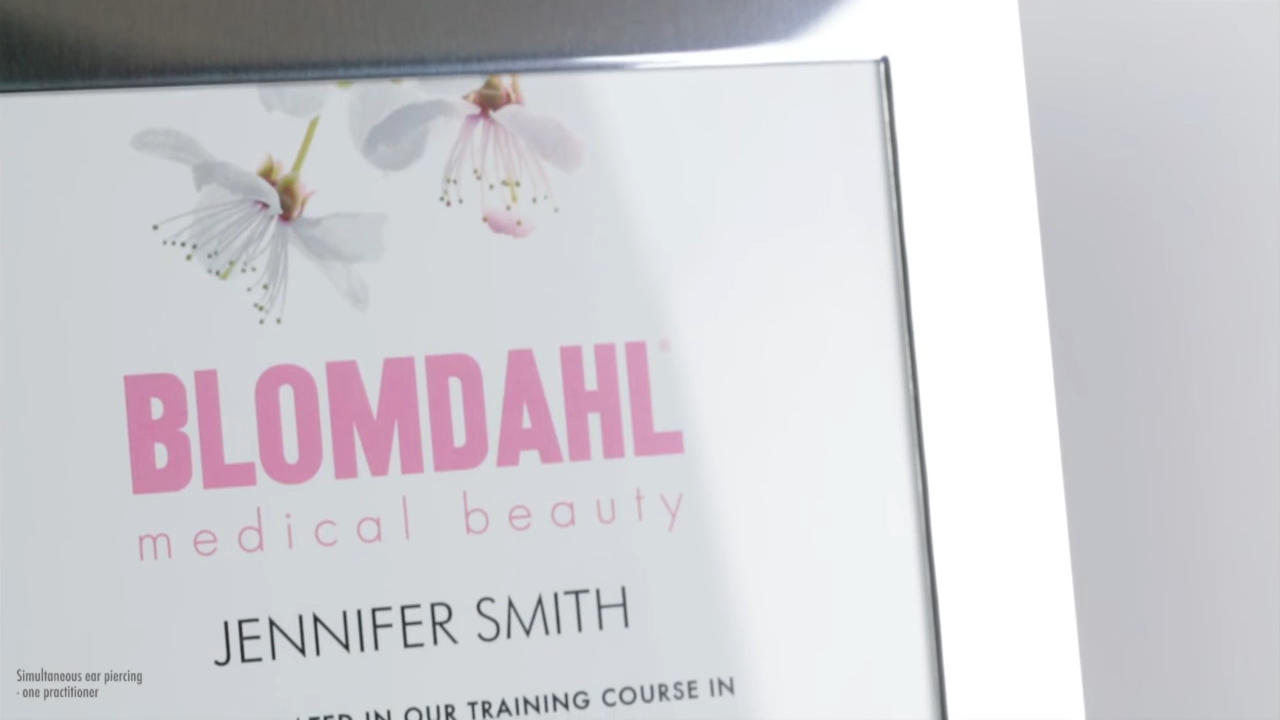 BLOMDAHL®
medical beauty
JENNIFER SMITH
IN OUR TRAINING COURSE IN
Simultaneous ear piercing
- one practitioner